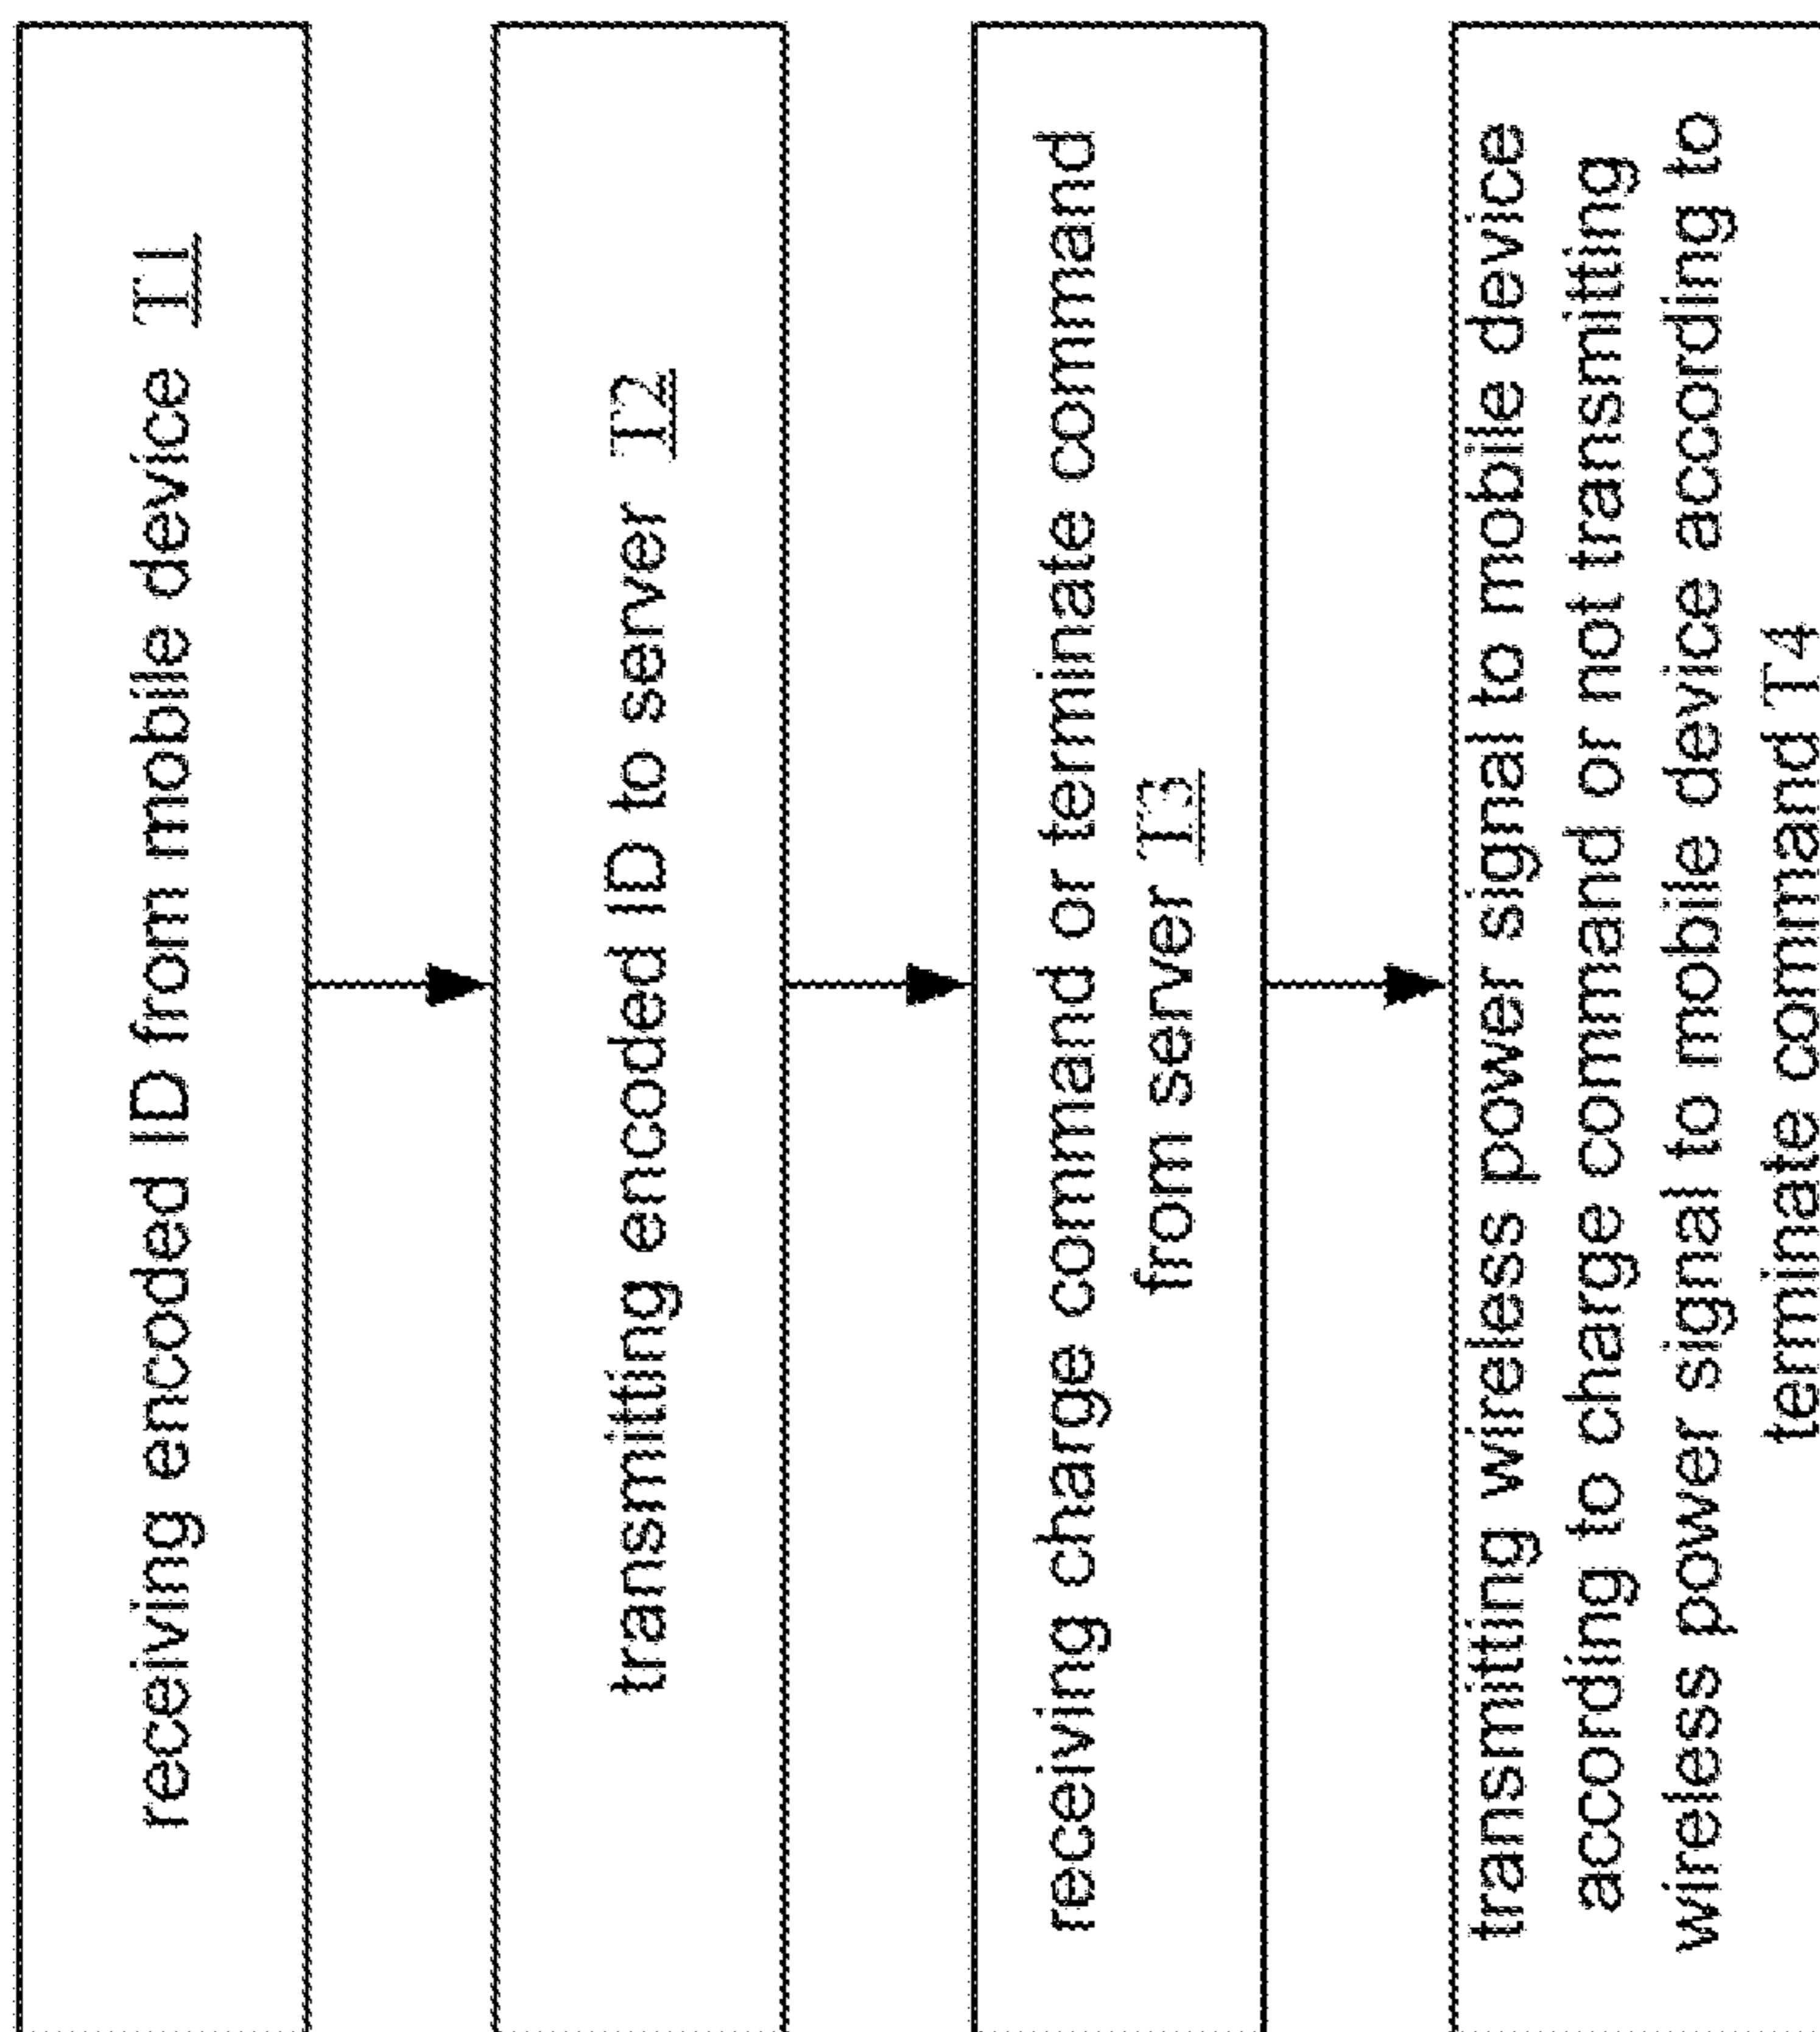 receiving encoded ID from mobile device T1
transmitting encoded ID to server T2
receiving charge command or terminate command
from server T3
transmitting wireless power signal to mobile device
according to charge command or not transmitting
wireless power signal to mobile device according to
terminate command T4